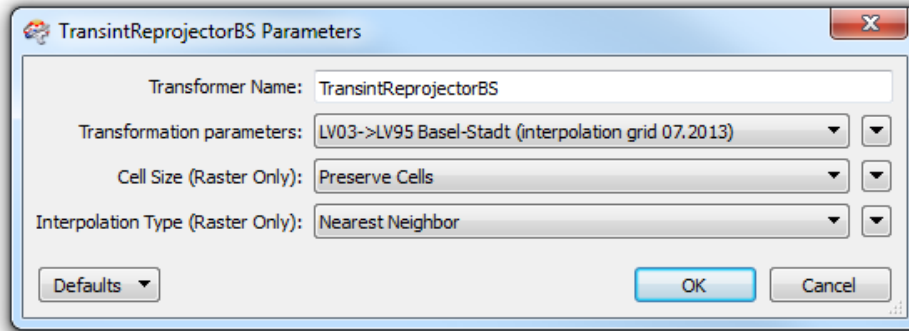 TransintReprojectorBS Parameters
Transformer Name: TransintReprojectorBS
Transformation parameters: LV03->LV95 Basel-Stadt (interpolation grid 07.2013)
Cell Size (Raster Only): Preserve Cells
Interpolation Type (Raster Only): Nearest Neighbor
Defaults OK Cancel